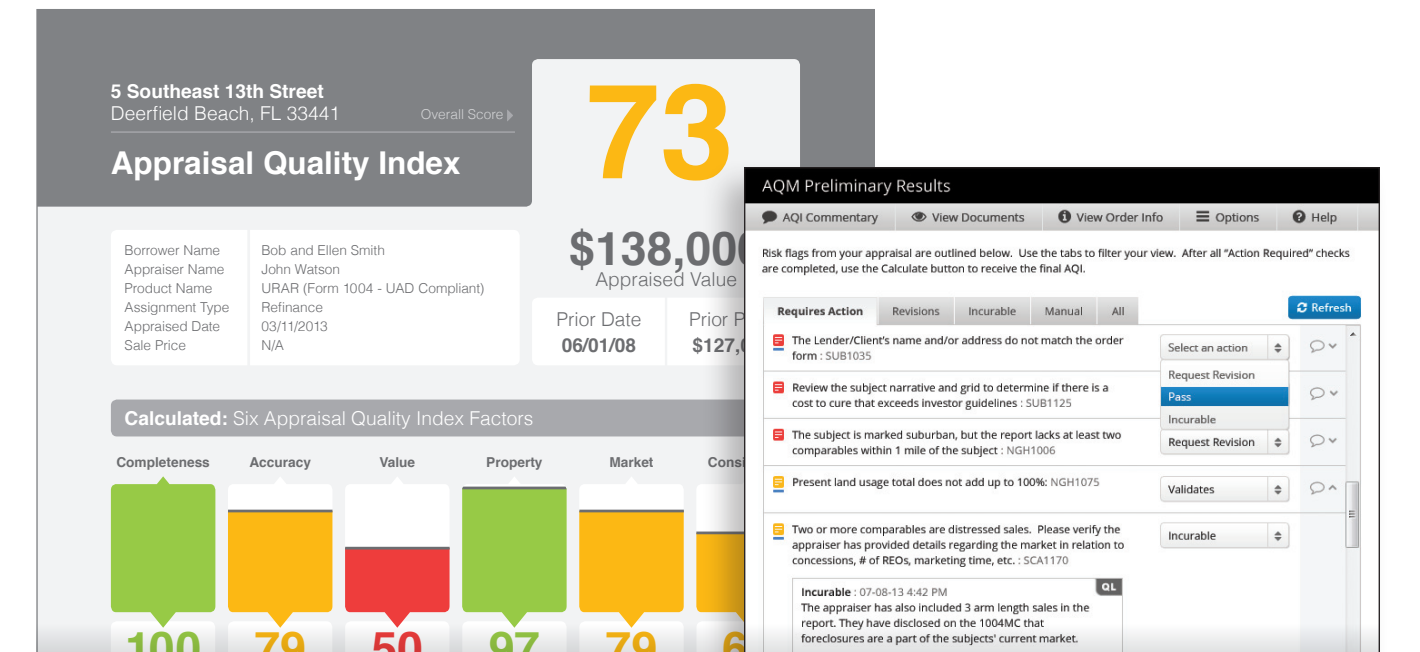 5 Southeast 13th Street
Deerfield Beach, FL 33441
Overall Score
Appraisal Quality Index
73
$138,000
Appraised Value
Borrower Name Bob and Ellen Smith
Appraiser Name John Watson
Product Name URAR (Form 1004 - UAD Compliant)
Assignment Type Refinance
Appraised Date 03/11/2013
Sale Price N/A
Prior Date
06/01/08
Prior P
$127,0
Calculated: Six Appraisal Quality Index Factors
Completeness Accuracy Value Property Market Consi
100 79 50 97 79 6
AQM Preliminary Results
AQI Commentary View Documents View Order Info Options Help
Risk flags from your appraisal are outlined below. Use the tabs to filter your view. After all "Action Required" checks
are completed, use the Calculate button to receive the final AQI.
Requires Action Revisions Incurable Manual All
Refresh
The Lender/Client's name and/or address do not match the order
form : SUB1035
Select an action
Request Revision
Pass
Incurable
Review the subject narrative and grid to determine if there is a
cost to cure that exceeds investor guidelines : SUB1125
The subject is marked suburban, but the report lacks at least two
comparables within 1 mile of the subject : NGH1006
Request Revision
Present land usage total does not add up to 100%: NGH1075
Validates
Two or more comparables are distressed sales. Please verify the
appraiser has provided details regarding the market in relation to
concessions, # of REOs, marketing time, etc. : SCA1170
Incurable
QL
Incurable : 07-08-13 4:42 PM
The appraiser has also included 3 arm length sales in the
report. They have disclosed on the 1004MC that
foreclosures are a part of the subjects' current market.